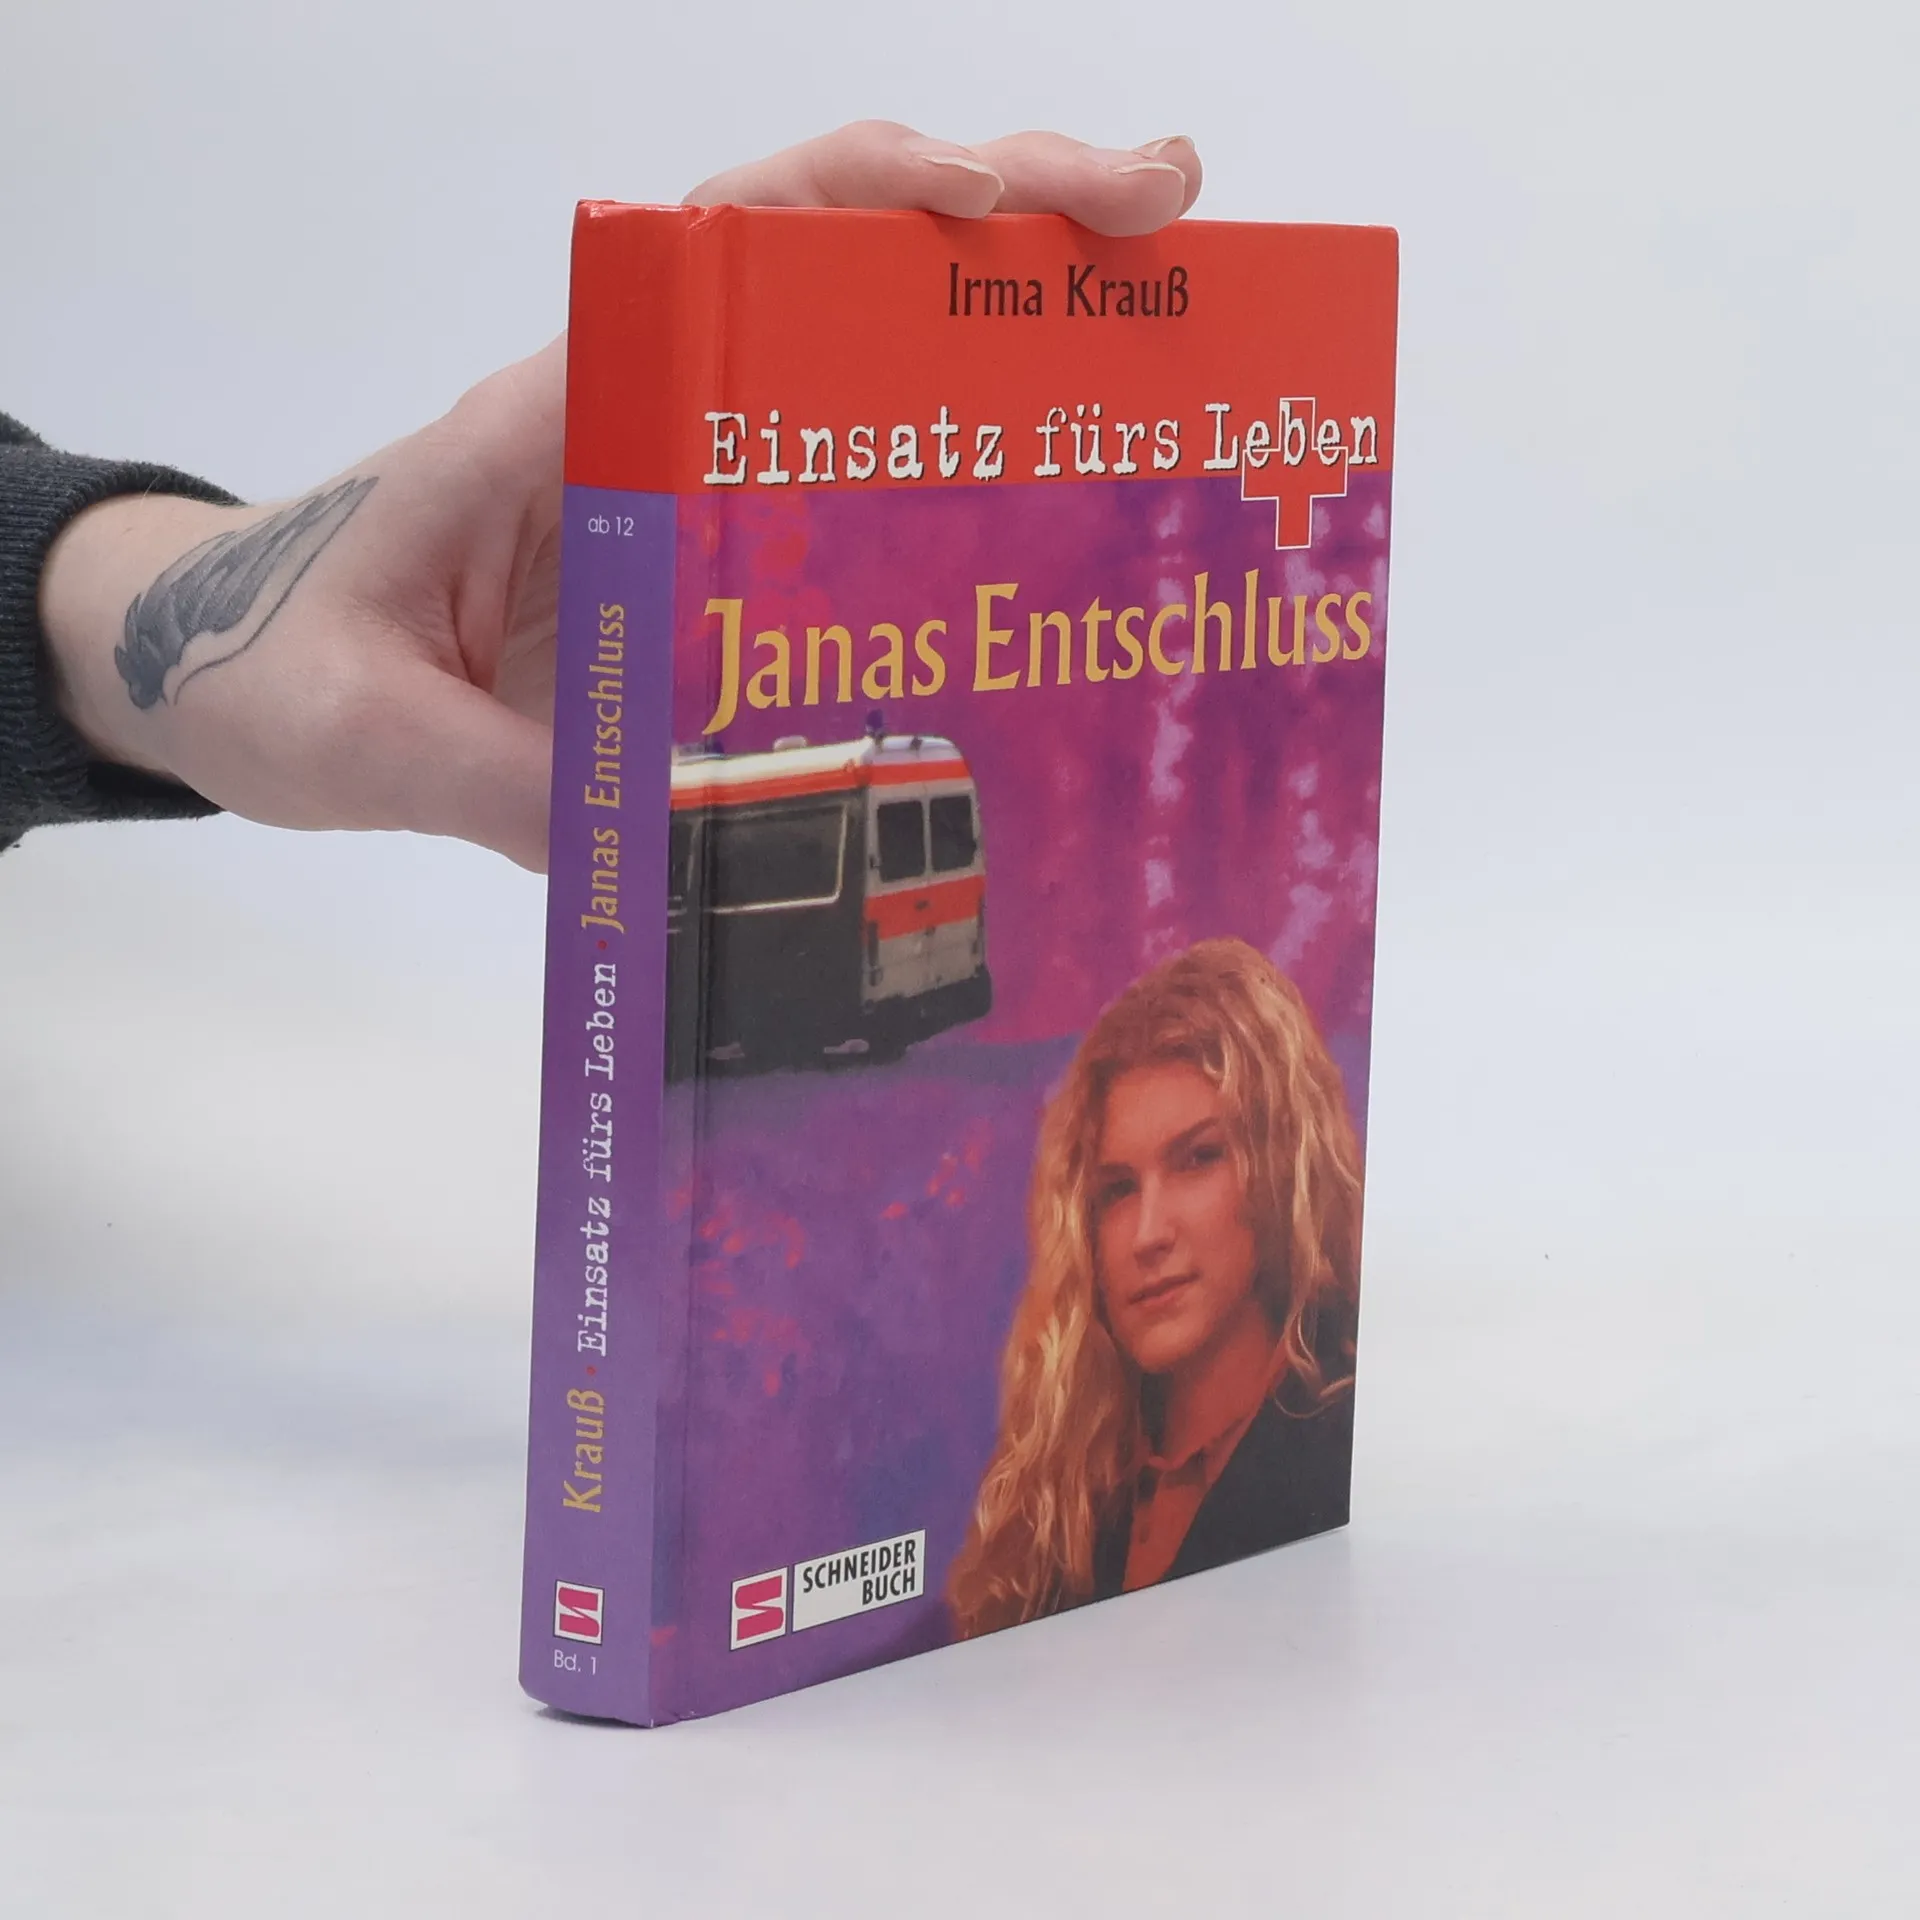 Irma Krauß
Einsatz fürs Leben
Janas Entschluss
SCHNEIDER
BUCH
ab 12
Krauß · Einsatz fürs Leben · Janas Entschluss
Bd. 1